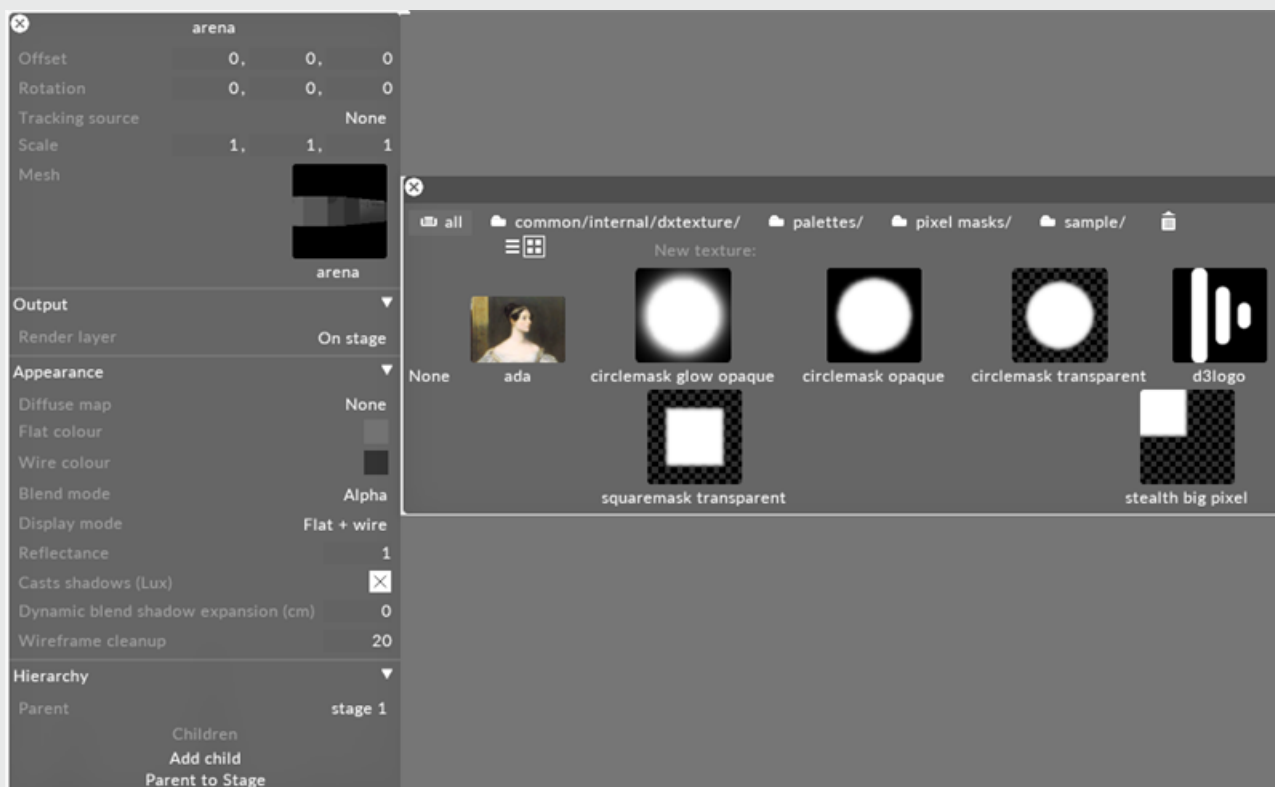 arena
Offset 0, 0, 0
Rotation 0, 0, 0
Tracking source None
Scale 1, 1, 1
Mesh
arena
Output
Render layer On stage
Appearance
Diffuse map None
Flat colour
Wire colour
Blend mode Alpha
Display mode Flat + wire
Reflectance 1
Casts shadows (Lux)
Dynamic blend shadow expansion (cm) 0
Wireframe cleanup 20
Hierarchy
Parent stage 1
Children
Add child
Parent to Stage
all common/internal/dxtexture/ palettes/ pixel masks/ sample/
New texture:
None ada circlemask glow opaque circlemask opaque circlemask transparent d3logo
squaremask transparent stealth big pixel